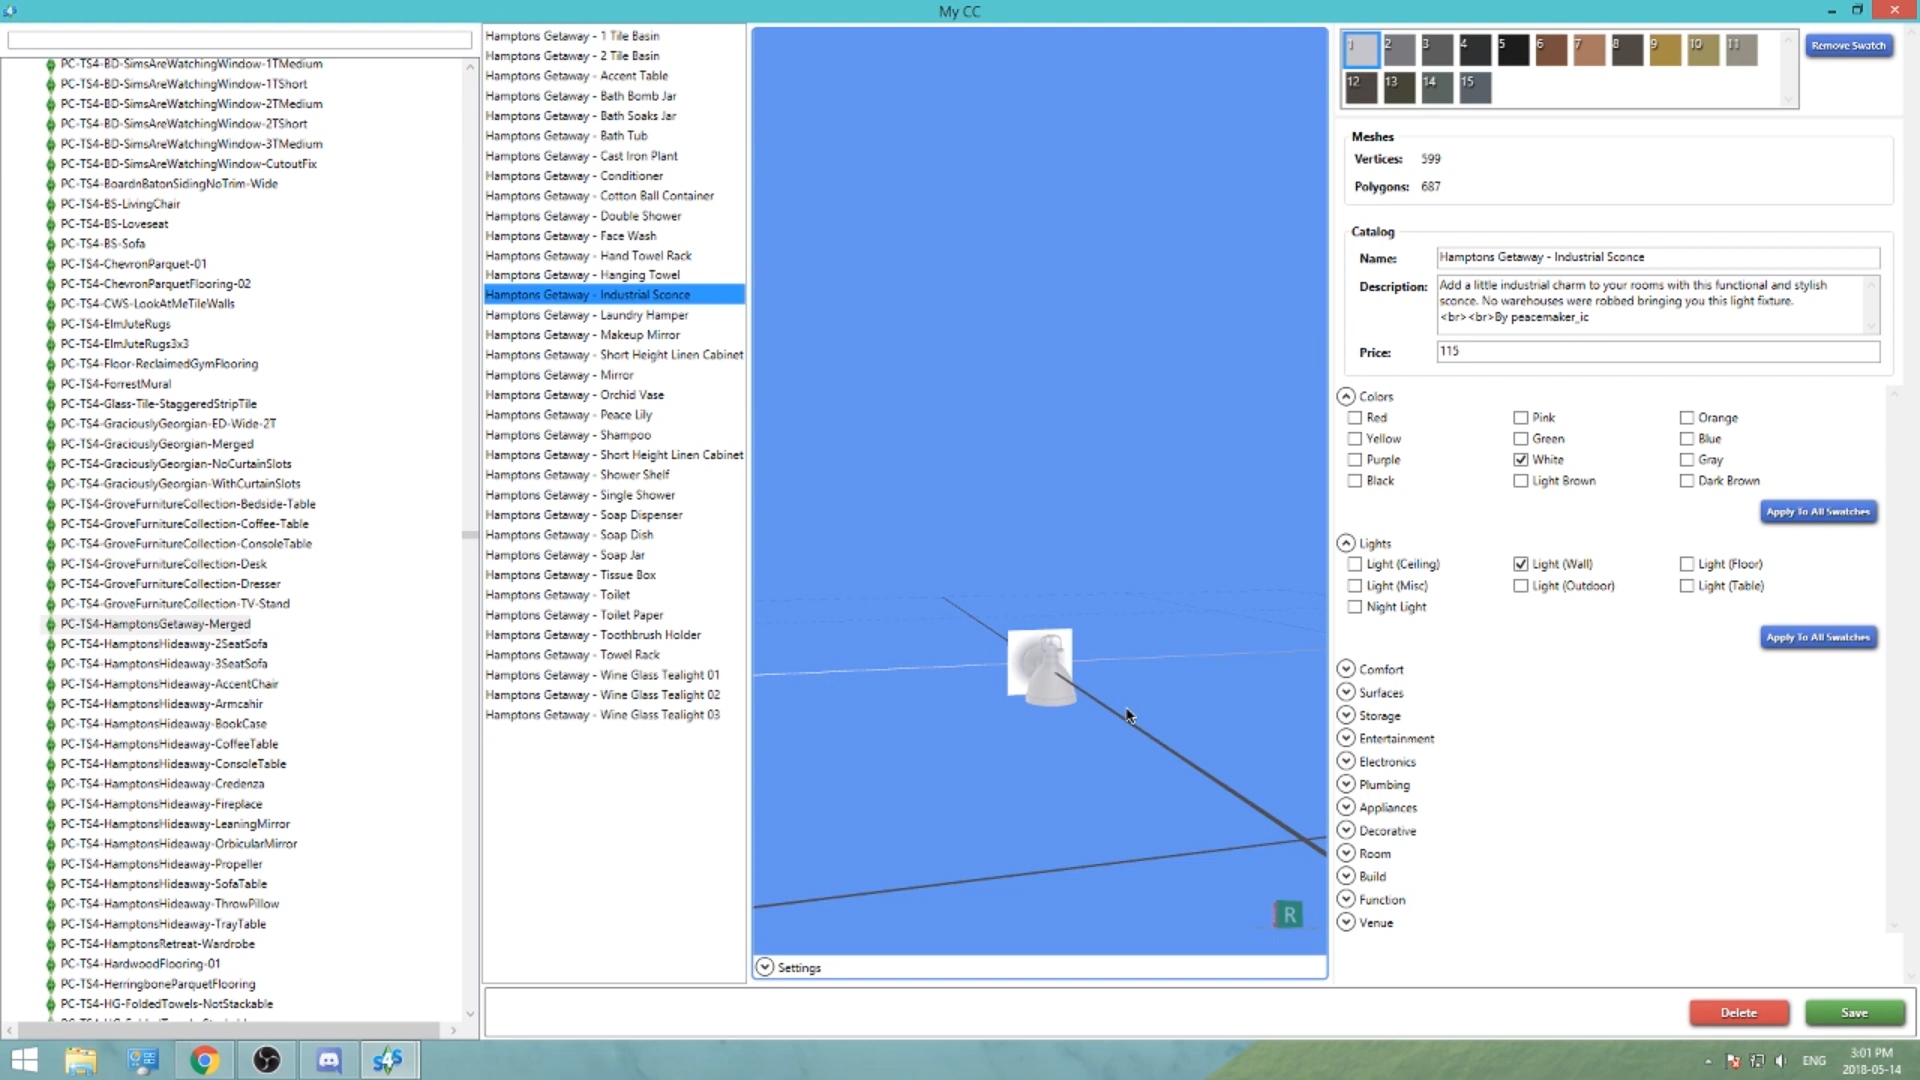 My CC
PC-TS4-BD-SimsAreWatchingWindow-1TMedium
PC-TS4-BD-SimsAreWatchingWindow-1TShort
PC-TS4-BD-SimsAreWatchingWindow-2TMedium
PC-TS4-BD-SimsAreWatchingWindow-2TShort
PC-TS4-BD-SimsAreWatchingWindow-3TMedium
PC-TS4-BD-SimsAreWatchingWindow-CutoutFix
PC-TS4-BoardnBatonSidingNoTrim-Wide
PC-TS4-BS-LivingChair
PC-TS4-BS-Loveseat
PC-TS4-BS-Sofa
PC-TS4-ChevronParquet-01
PC-TS4-ChevronParquetFlooring-02
PC-TS4-CWS-LookAtMeTileWalls
PC-TS4-ElmJuteRugs
PC-TS4-ElmJuteRugs3x3
PC-TS4-Floor-ReclaimedGymFlooring
PC-TS4-ForrestMural
PC-TS4-Glass-Tile-StaggeredStripTile
PC-TS4-GraciouslyGeorgian-ED-Wide-2T
PC-TS4-GraciouslyGeorgian-Merged
PC-TS4-GraciouslyGeorgian-NoCurtainSlots
PC-TS4-GraciouslyGeorgian-WithCurtainSlots
PC-TS4-GroveFurnitureCollection-Bedside-Table
PC-TS4-GroveFurnitureCollection-Coffee-Table
PC-TS4-GroveFurnitureCollection-ConsoleTable
PC-TS4-GroveFurnitureCollection-Desk
PC-TS4-GroveFurnitureCollection-Dresser
PC-TS4-GroveFurnitureCollection-TV-Stand
PC-TS4-HamptonsGetaway-Merged
PC-TS4-HamptonsHideaway-2SeatSofa
PC-TS4-HamptonsHideaway-3SeatSofa
PC-TS4-HamptonsHideaway-AccentChair
PC-TS4-HamptonsHideaway-Armcahir
PC-TS4-HamptonsHideaway-BookCase
PC-TS4-HamptonsHideaway-CoffeeTable
PC-TS4-HamptonsHideaway-ConsoleTable
PC-TS4-HamptonsHideaway-Credenza
PC-TS4-HamptonsHideaway-Fireplace
PC-TS4-HamptonsHideaway-LeaningMirror
PC-TS4-HamptonsHideaway-OrbicularMirror
PC-TS4-HamptonsHideaway-Propeller
PC-TS4-HamptonsHideaway-SofaTable
PC-TS4-HamptonsHideaway-ThrowPillow
PC-TS4-HamptonsHideaway-TrayTable
PC-TS4-HamptonsRetreat-Wardrobe
PC-TS4-HardwoodFlooring-01
PC-TS4-HerringboneParquetFlooring
PC-TS4-HG-FoldedTowels-NotStackable
Hamptons Getaway - 1 Tile Basin
Hamptons Getaway - 2 Tile Basin
Hamptons Getaway - Accent Table
Hamptons Getaway - Bath Bomb Jar
Hamptons Getaway - Bath Soaks Jar
Hamptons Getaway - Bath Tub
Hamptons Getaway - Cast Iron Plant
Hamptons Getaway - Conditioner
Hamptons Getaway - Cotton Ball Container
Hamptons Getaway - Double Shower
Hamptons Getaway - Face Wash
Hamptons Getaway - Hand Towel Rack
Hamptons Getaway - Hanging Towel
Hamptons Getaway - Industrial Sconce
Hamptons Getaway - Laundry Hamper
Hamptons Getaway - Makeup Mirror
Hamptons Getaway - Short Height Linen Cabinet
Hamptons Getaway - Mirror
Hamptons Getaway - Orchid Vase
Hamptons Getaway - Peace Lily
Hamptons Getaway - Shampoo
Hamptons Getaway - Short Height Linen Cabinet
Hamptons Getaway - Shower Shelf
Hamptons Getaway - Single Shower
Hamptons Getaway - Soap Dispenser
Hamptons Getaway - Soap Dish
Hamptons Getaway - Soap Jar
Hamptons Getaway - Tissue Box
Hamptons Getaway - Toilet
Hamptons Getaway - Toilet Paper
Hamptons Getaway - Toothbrush Holder
Hamptons Getaway - Towel Rack
Hamptons Getaway - Wine Glass Tealight 01
Hamptons Getaway - Wine Glass Tealight 02
Hamptons Getaway - Wine Glass Tealight 03
R
Settings
1 2 3 4 5 6 7 8 9 10 11
12 13 14 15
Remove Swatch
Meshes
Vertices: 599
Polygons: 687
Catalog
Name: Hamptons Getaway - Industrial Sconce
Description: Add a little industrial charm to your rooms with this functional and stylish
sconce. No warehouses were robbed bringing you this light fixture.
<br><br>By peacemaker_ic
Price: 115
Colors
Red Pink Orange
Yellow Green Blue
Purple White Gray
Black Light Brown Dark Brown
Apply To All Swatches
Lights
Light (Ceiling) Light (Wall) Light (Floor)
Light (Misc) Light (Outdoor) Light (Table)
Night Light
Apply To All Swatches
Comfort
Surfaces
Storage
Entertainment
Electronics
Plumbing
Appliances
Decorative
Room
Build
Function
Venue
Delete Save
S4S
ENG
3:01 PM
2018-05-14